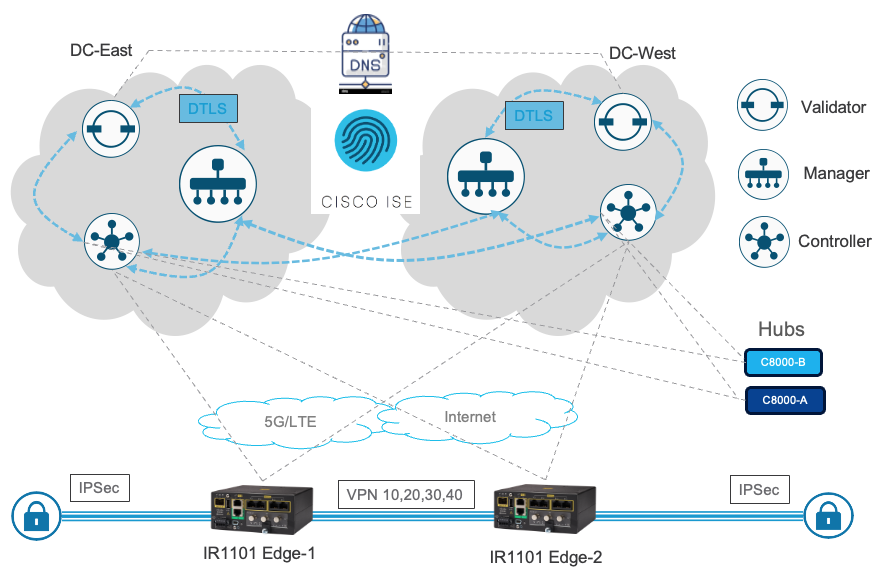 DC-East
DNS
DC-West
DTLS
DTLS
Validator
CISCO ISE
Manager
Controller
Hubs
C8000-B
C8000-A
5G/LTE
Internet
IPSec
VPN 10,20,30,40
IPSec
IR1101 Edge-1
IR1101 Edge-2